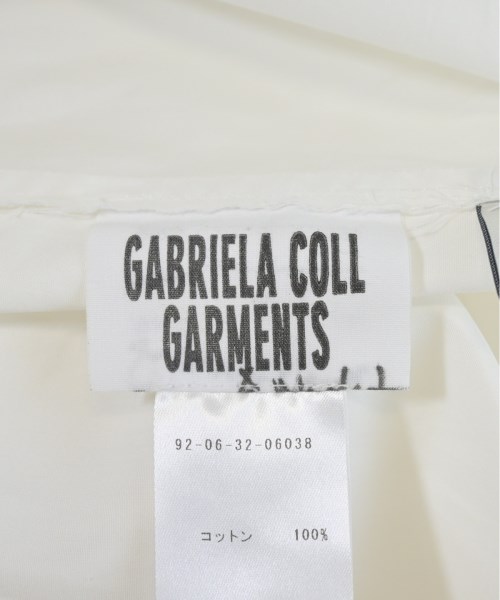 GABRIELA COLL
GARMENTS
92-06-32-06038
コットン 100%